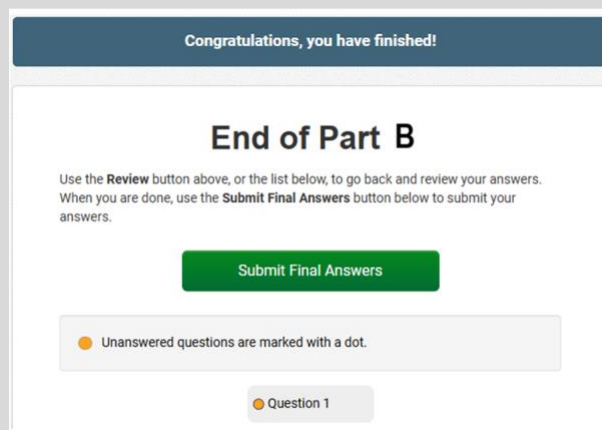 Congratulations, you have finished!
End of Part B
Use the Review button above, or the list below, to go back and review your answers.
When you are done, use the Submit Final Answers button below to submit your
answers.
Submit Final Answers
Unanswered questions are marked with a dot.
Question 1